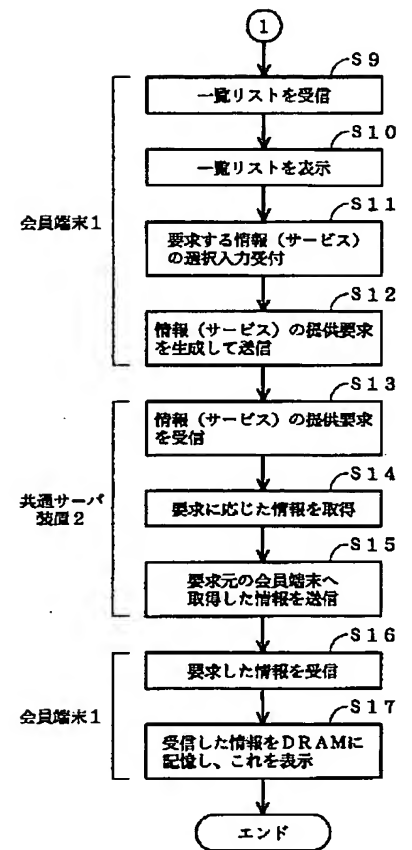 1
S9
一覧リストを受信
S10
一覧リストを表示
S11
要求する情報（サービス）
の選択入力受付
会員端末1
S12
情報（サービス）の提供要求
を生成して送信
S13
情報（サービス）の提供要求
を受信
S14
要求に応じた情報を取得
共通サーバ
装置2
S15
要求元の会員端末へ
取得した情報を送信
S16
要求した情報を受信
会員端末1
S17
受信した情報をDRAMに
記憶し、これを表示
エンド